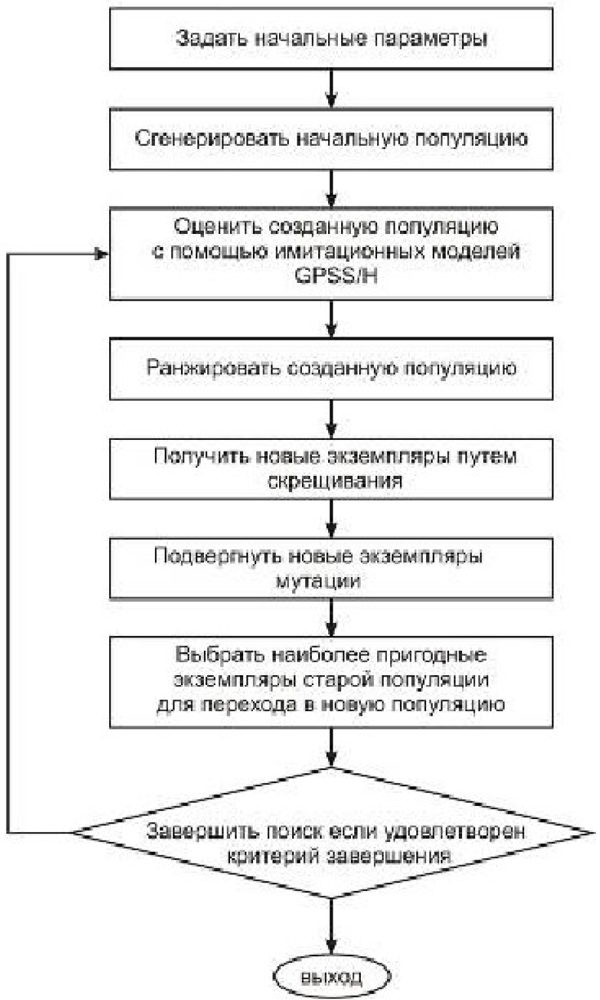 Задать начальные параметры
Сгенерировать начальную популяцию
Оценить созданную популяцию
с помощью имитационных моделей
GPSS/H
Ранжировать созданную популяцию
Получить новые экземпляры путем
скрещивания
Подвергнуть новые экземпляры
мутации
Выбрать наиболее пригодные
экземпляры старой популяции
для перехода в новую популяцию
Завершить поиск если удовлетворен
критерий завершения
выход